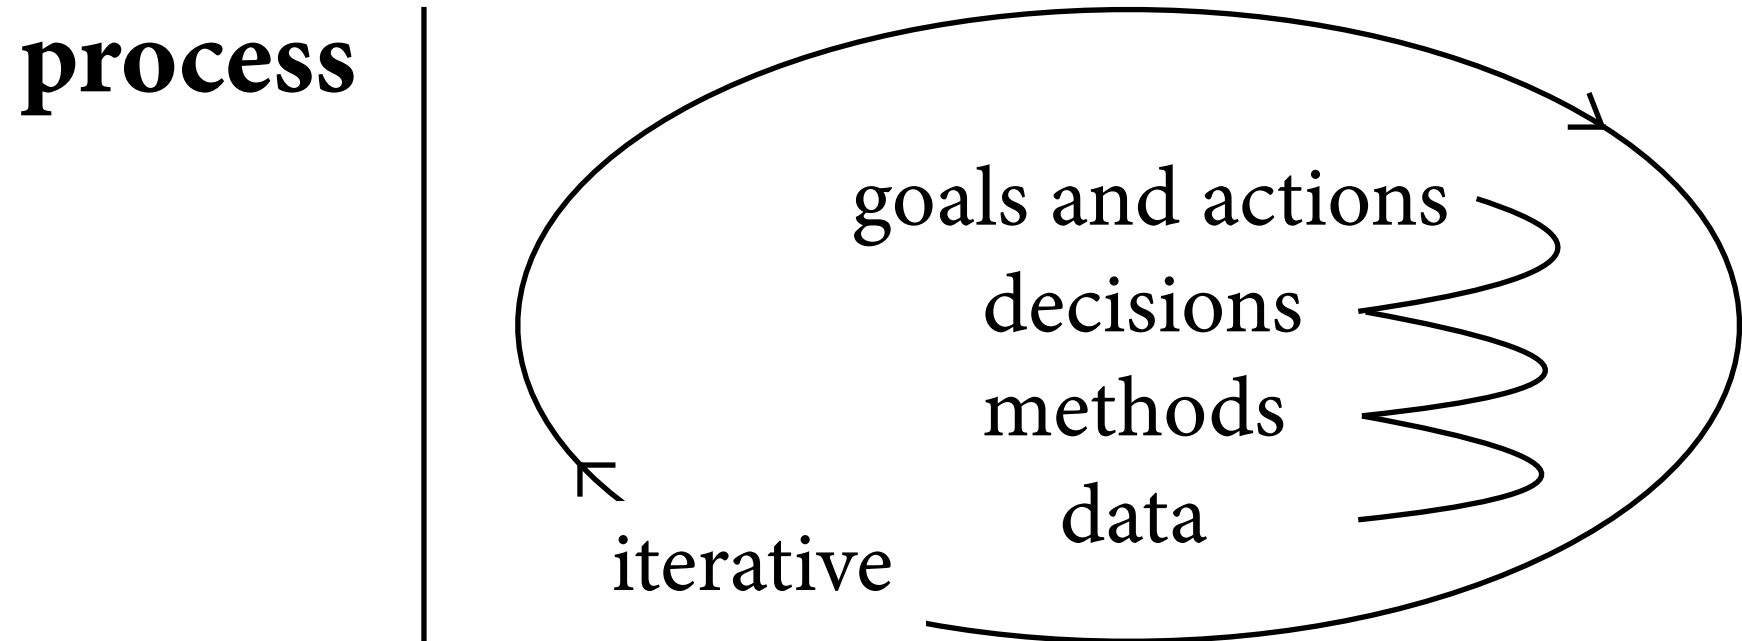 process
goals and actions
decisions
methods
data
iterative